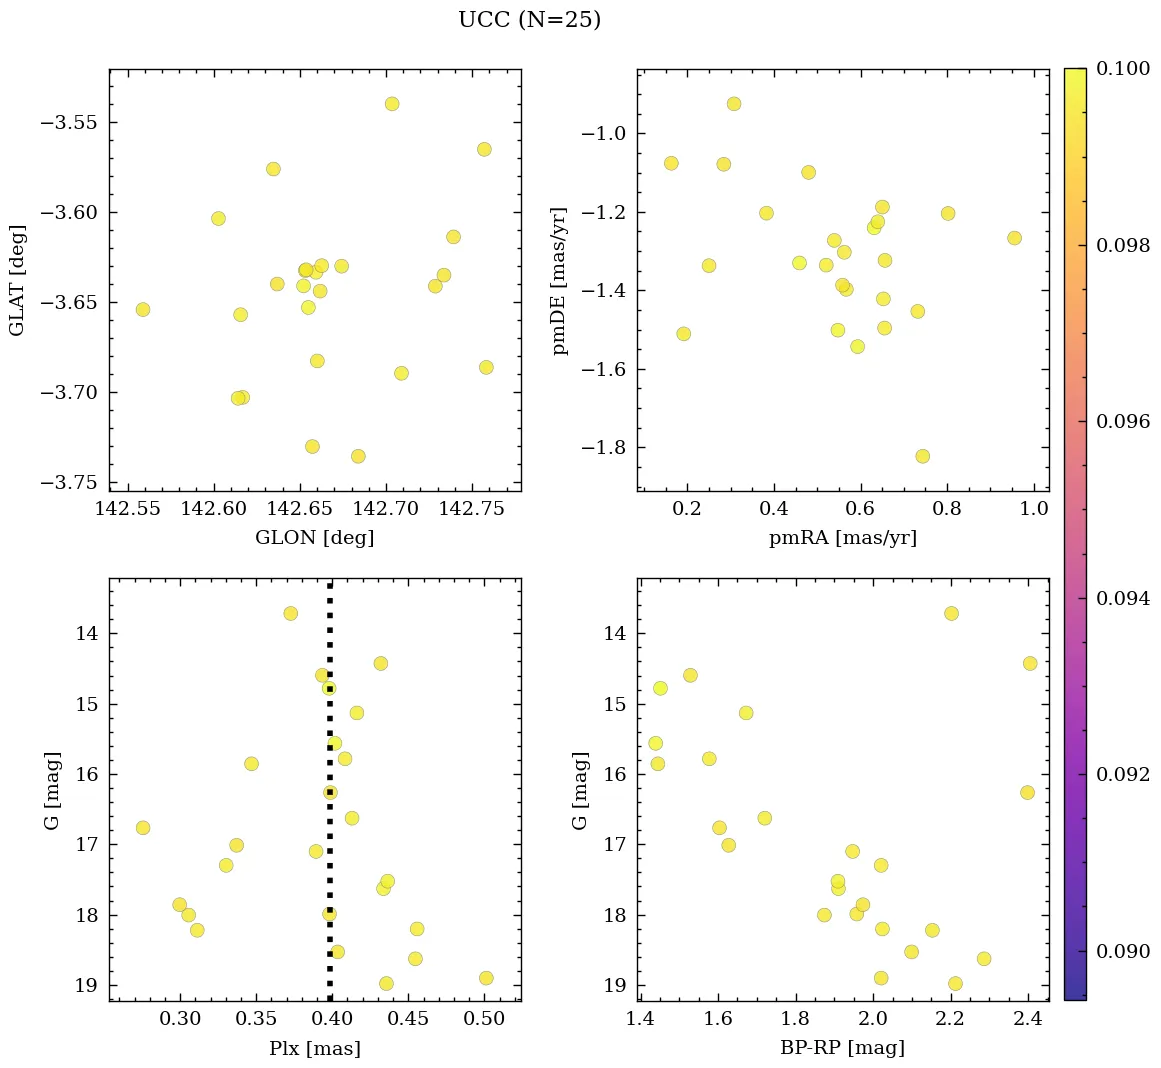 UCC (N=25)
−3.55
−3.60
−3.65
−3.70
−3.75
GLAT [deg]
142.55 142.60 142.65 142.70 142.75
GLON [deg]
−1.0
−1.2
−1.4
−1.6
−1.8
pmDE [mas/yr]
0.2 0.4 0.6 0.8 1.0
pmRA [mas/yr]
14
15
16
17
18
19
G [mag]
0.30 0.35 0.40 0.45 0.50
Plx [mas]
14
15
16
17
18
19
G [mag]
1.4 1.6 1.8 2.0 2.2 2.4
BP-RP [mag]
0.100
0.098
0.096
0.094
0.092
0.090